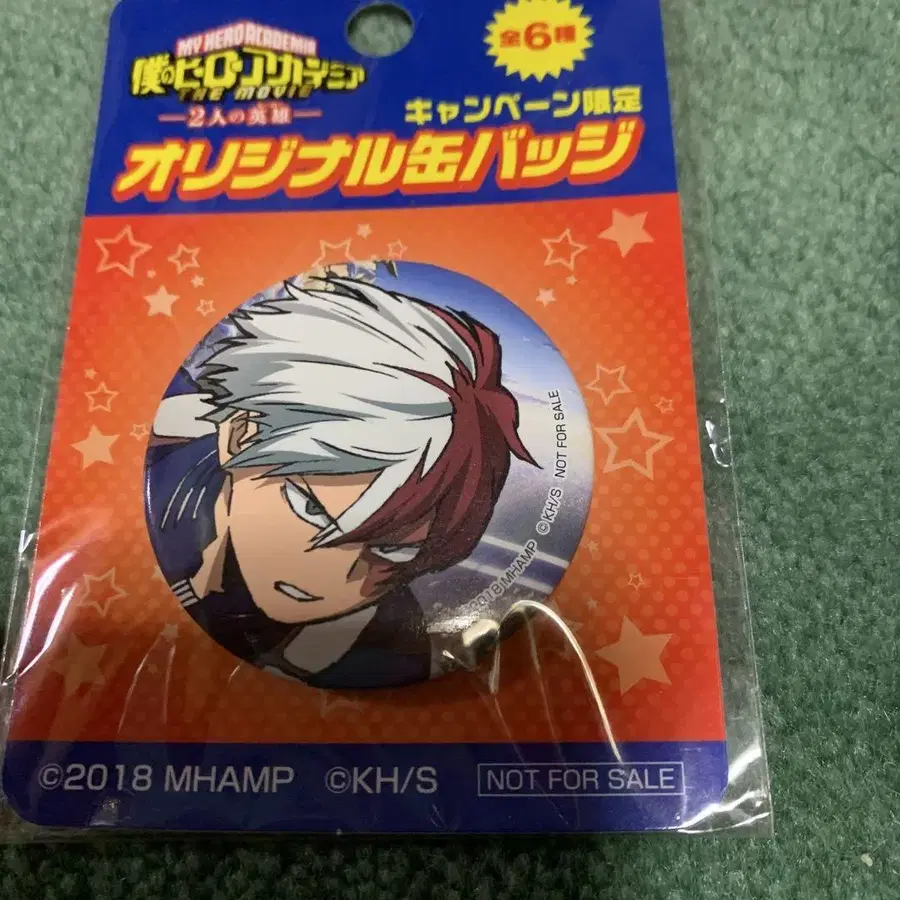 MY HERO ACADEMIA
僕のヒーローアカデミア
THE MOVIE
―2人の英雄―
全6種
キャンペーン限定
オリジナル缶バッジ
©2018 MHAMP ©KH/S NOT FOR SALE
©2018 MHAMP ©KH/S NOT FOR SALE